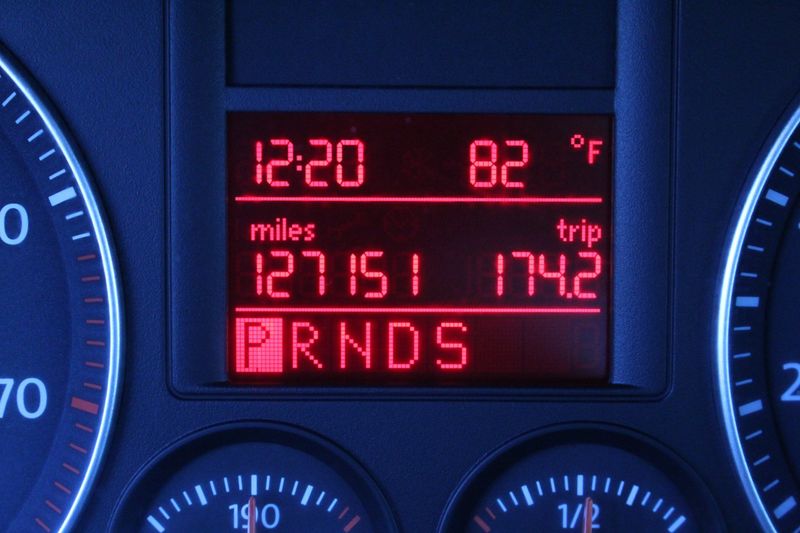 12:20 82 °F
miles trip
127151 174.2
PRNDS
70
190
1/2